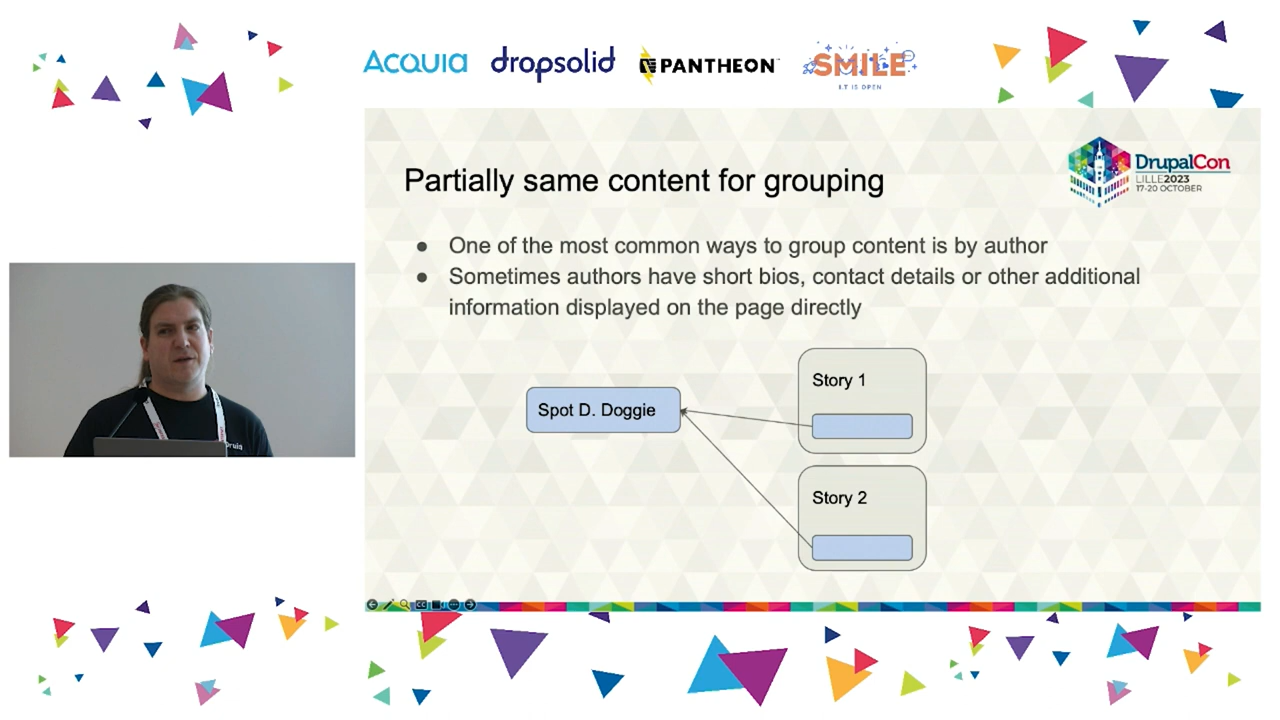 Acquia
dropsolid
PANTHEON
SMILE
I.T IS OPEN
DrupalCon
LILLE2023
17-20 OCTOBER
Partially same content for grouping
● One of the most common ways to group content is by author
● Sometimes authors have short bios, contact details or other additional
information displayed on the page directly
Story 1
Spot D. Doggie
Story 2
CC